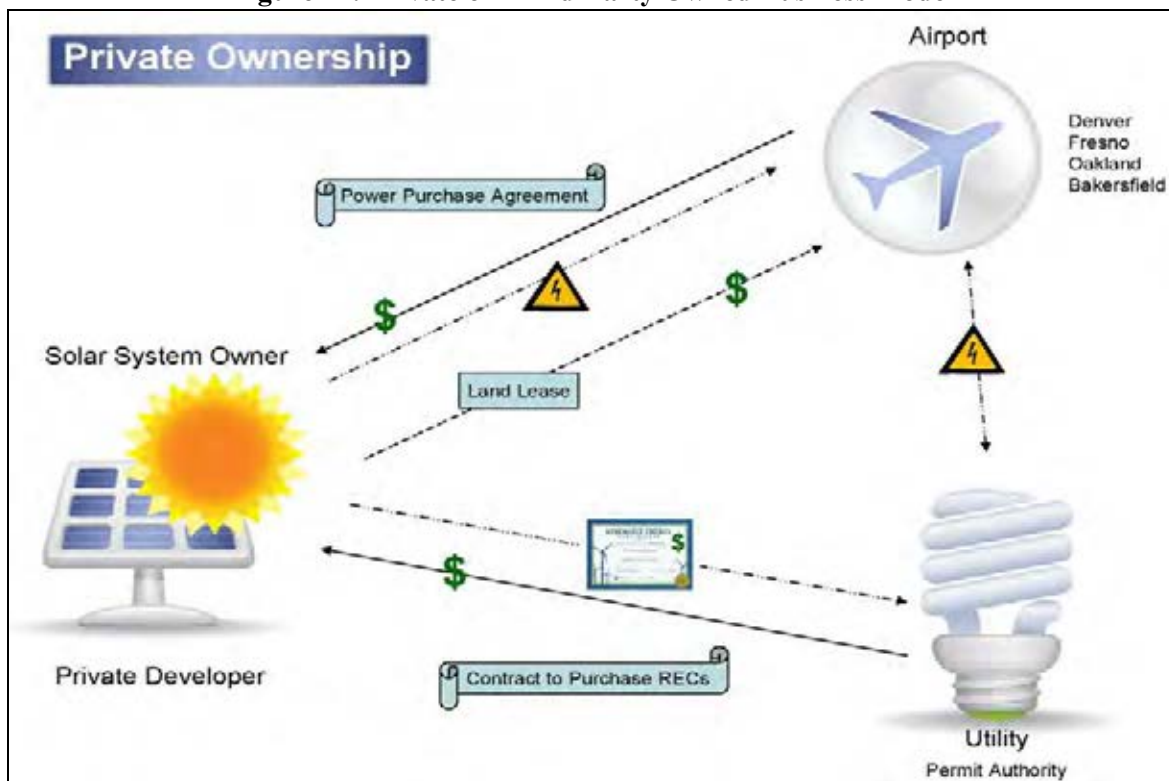 Private Ownership
Airport
Denver
Fresno
Oakland
Bakersfield
Power Purchase Agreement
$
$
Solar System Owner
Land Lease
$
$
Private Developer
Contract to Purchase RECs
Utility
Permit Authority